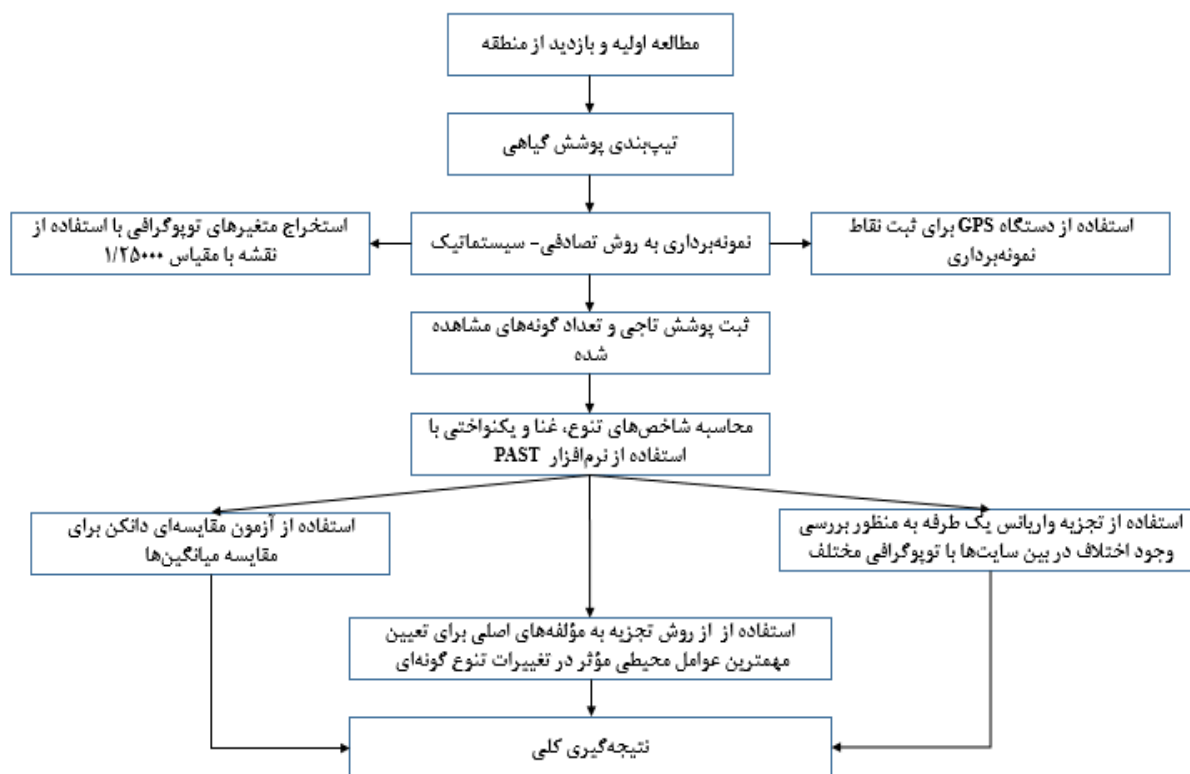 مطالعه اولیه و بازدید از منطقه
تیپ‌بندی پوشش گیاهی
استفاده از دستگاه GPS برای ثبت نقاط
نمونه‌برداری
نمونه‌برداری به روش تصادفی- سیستماتیک
استخراج متغیرهای توپوگرافی با استفاده از
نقشه با مقیاس ۱/۲۵۰۰۰
ثبت پوشش تاجی و تعداد گونه‌های مشاهده
شده
محاسبه شاخص‌های تنوع، غنا و یکنواختی با
استفاده از نرم‌افزار PAST
استفاده از تجزیه واریانس یک طرفه به منظور بررسی
وجود اختلاف در بین سایت‌ها با توپوگرافی مختلف
استفاده از آزمون مقایسه‌ای دانکن برای
مقایسه میانگین‌ها
استفاده از از روش تجزیه به مؤلفه‌های اصلی برای تعیین
مهمترین عوامل محیطی مؤثر در تغییرات تنوع گونه‌ای
نتیجه‌گیری کلی